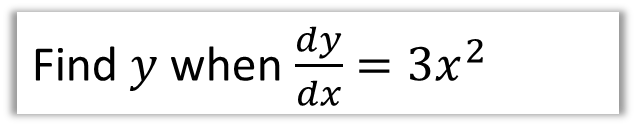 Find y when dy/dx = 3x²